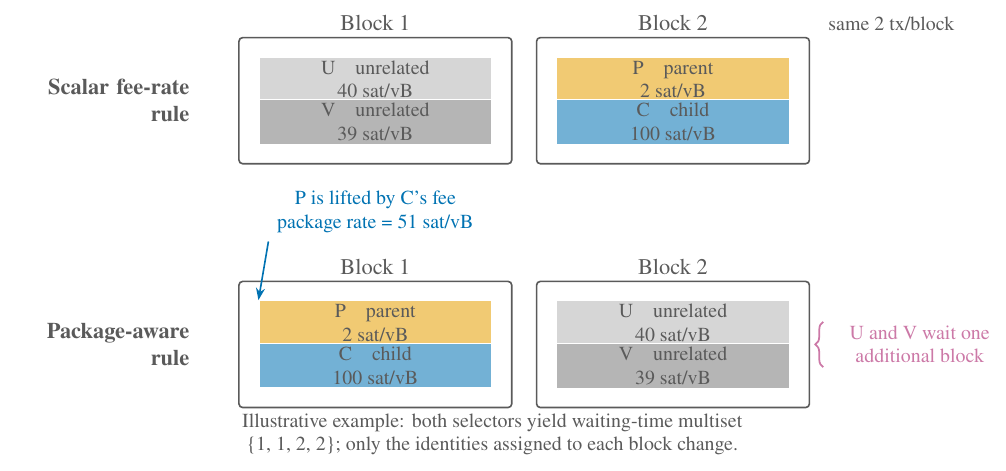 Block 1
Block 2
same 2 tx/block
Scalar fee-rate
rule
U unrelated
40 sat/vB
V unrelated
39 sat/vB
P parent
2 sat/vB
C child
100 sat/vB
P is lifted by C’s fee
package rate = 51 sat/vB
Block 1
Block 2
Package-aware
rule
P parent
2 sat/vB
C child
100 sat/vB
U unrelated
40 sat/vB
V unrelated
39 sat/vB
U and V wait one
additional block
Illustrative example: both selectors yield waiting-time multiset
{1, 1, 2, 2}; only the identities assigned to each block change.